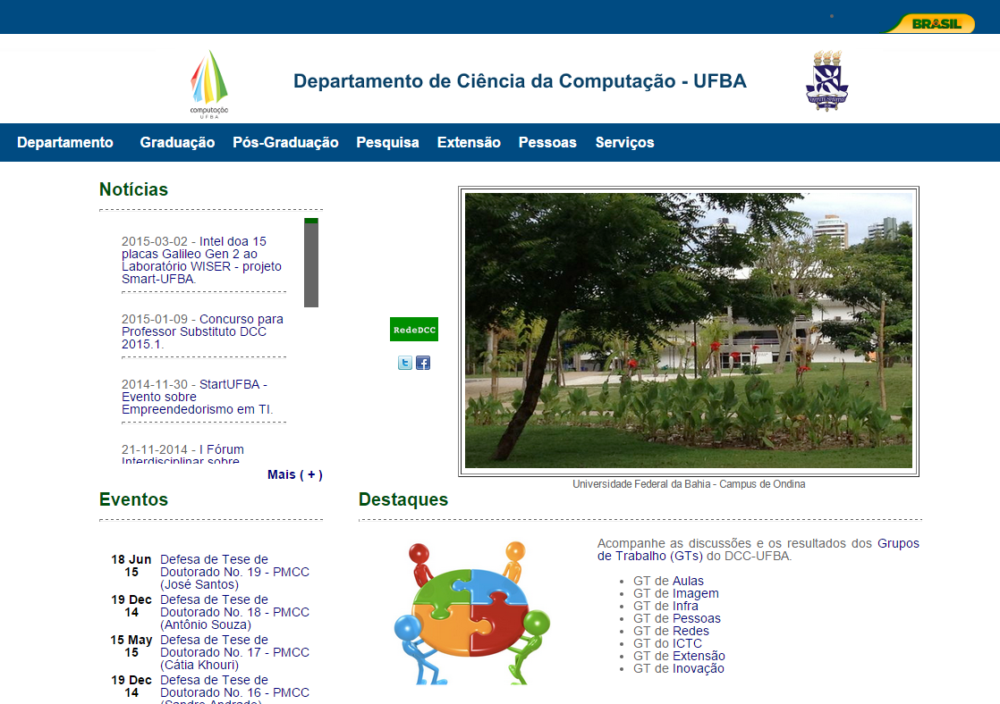 BRASIL
computação
UFBA
Departamento de Ciência da Computação - UFBA
Departamento Graduação Pós-Graduação Pesquisa Extensão Pessoas Serviços
Notícias
2015-03-02 - Intel doa 15
placas Galileo Gen 2 ao
Laboratório WISER - projeto
Smart-UFBA.
2015-01-09 - Concurso para
Professor Substituto DCC
2015.1.
2014-11-30 - StartUFBA -
Evento sobre
Empreendedorismo em TI.
21-11-2014 - I Fórum
Interdisciplinar sobre
Mais ( + )
RedeDCC
Universidade Federal da Bahia - Campus de Ondina
Eventos
18 Jun
15
Defesa de Tese de
Doutorado No. 19 - PMCC
(José Santos)
19 Dec
14
Defesa de Tese de
Doutorado No. 18 - PMCC
(Antônio Souza)
15 May
15
Defesa de Tese de
Doutorado No. 17 - PMCC
(Cátia Khouri)
19 Dec
14
Defesa de Tese de
Doutorado No. 16 - PMCC
(Sandro Andrade)
Destaques
Acompanhe as discussões e os resultados dos Grupos
de Trabalho (GTs) do DCC-UFBA.
GT de Aulas
GT de Imagem
GT de Infra
GT de Pessoas
GT de Redes
GT do ICTC
GT de Extensão
GT de Inovação